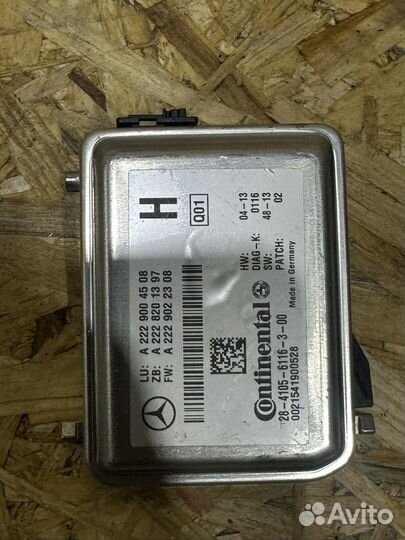 H
Q01
HW: 04-13
DIAG-K: 0116
SW: 48-13
PATCH: 02
LU: A 222 900 45 08
ZB: A 222 820 13 97
FW: A 222 902 23 08
Continental
Made in Germany
28-4105-6116-3-00
0021541900528
Avito